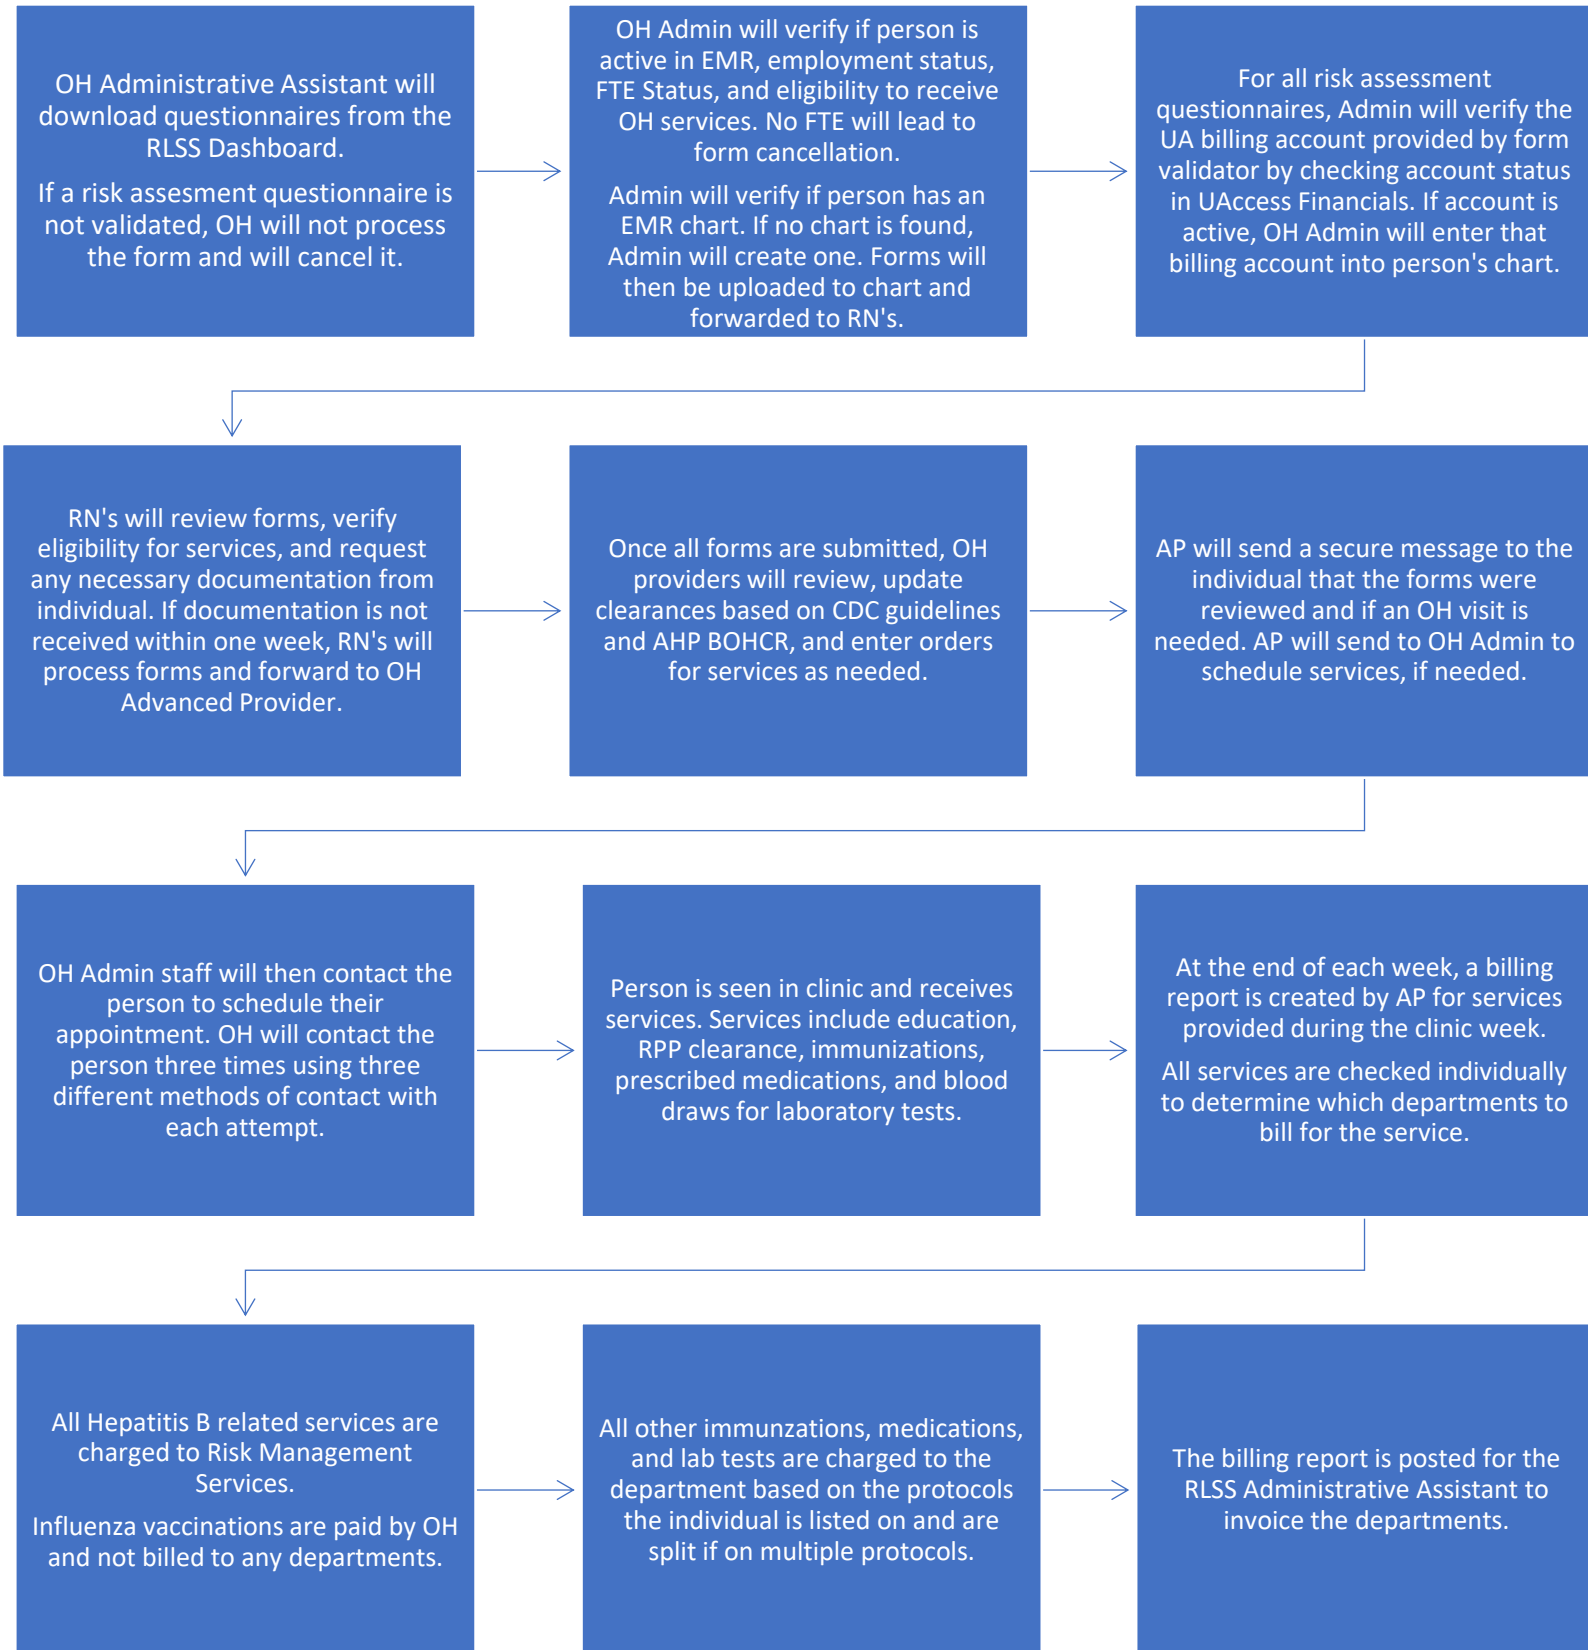 OH Administrative Assistant will
download questionnaires from the
RLSS Dashboard.
If a risk assesment questionnaire is
not validated, OH will not process
the form and will cancel it.
OH Admin will verify if person is
active in EMR, employment status,
FTE Status, and eligibility to receive
OH services. No FTE will lead to
form cancellation.
Admin will verify if person has an
EMR chart. If no chart is found,
Admin will create one. Forms will
then be uploaded to chart and
forwarded to RN's.
For all risk assessment
questionnaires, Admin will verify the
UA billing account provided by form
validator by checking account status
in UAccess Financials. If account is
active, OH Admin will enter that
billing account into person's chart.
RN's will review forms, verify
eligibility for services, and request
any necessary documentation from
individual. If documentation is not
received within one week, RN's will
process forms and forward to OH
Advanced Provider.
Once all forms are submitted, OH
providers will review, update
clearances based on CDC guidelines
and AHP BOHCR, and enter orders
for services as needed.
AP will send a secure message to the
individual that the forms were
reviewed and if an OH visit is
needed. AP will send to OH Admin to
schedule services, if needed.
OH Admin staff will then contact the
person to schedule their
appointment. OH will contact the
person three times using three
different methods of contact with
each attempt.
Person is seen in clinic and receives
services. Services include education,
RPP clearance, immunizations,
prescribed medications, and blood
draws for laboratory tests.
At the end of each week, a billing
report is created by AP for services
provided during the clinic week.
All services are checked individually
to determine which departments to
bill for the service.
All Hepatitis B related services are
charged to Risk Management
Services.
Influenza vaccinations are paid by OH
and not billed to any departments.
All other immunzations, medications,
and lab tests are charged to the
department based on the protocols
the individual is listed on and are
split if on multiple protocols.
The billing report is posted for the
RLSS Administrative Assistant to
invoice the departments.